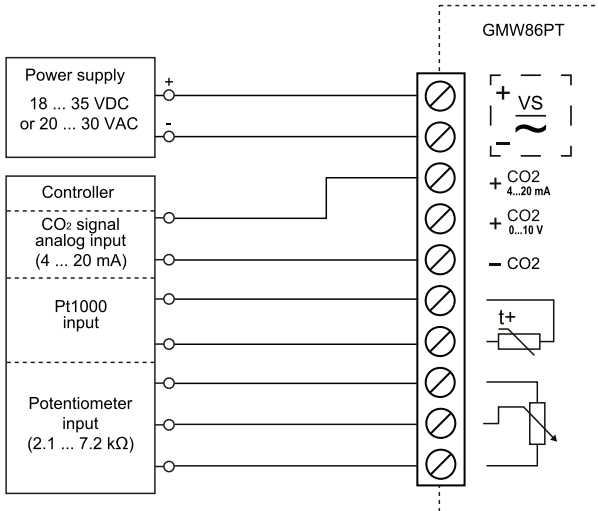 GMW86PT
Power supply
18 ... 35 VDC
or 20 ... 30 VAC
+
-
+ VS
~
−
Controller
CO₂ signal
analog input
(4 ... 20 mA)
+ CO2
4...20 mA
+ CO2
0...10 V
− CO2
Pt1000
input
t+
Potentiometer
input
(2.1 ... 7.2 kΩ)